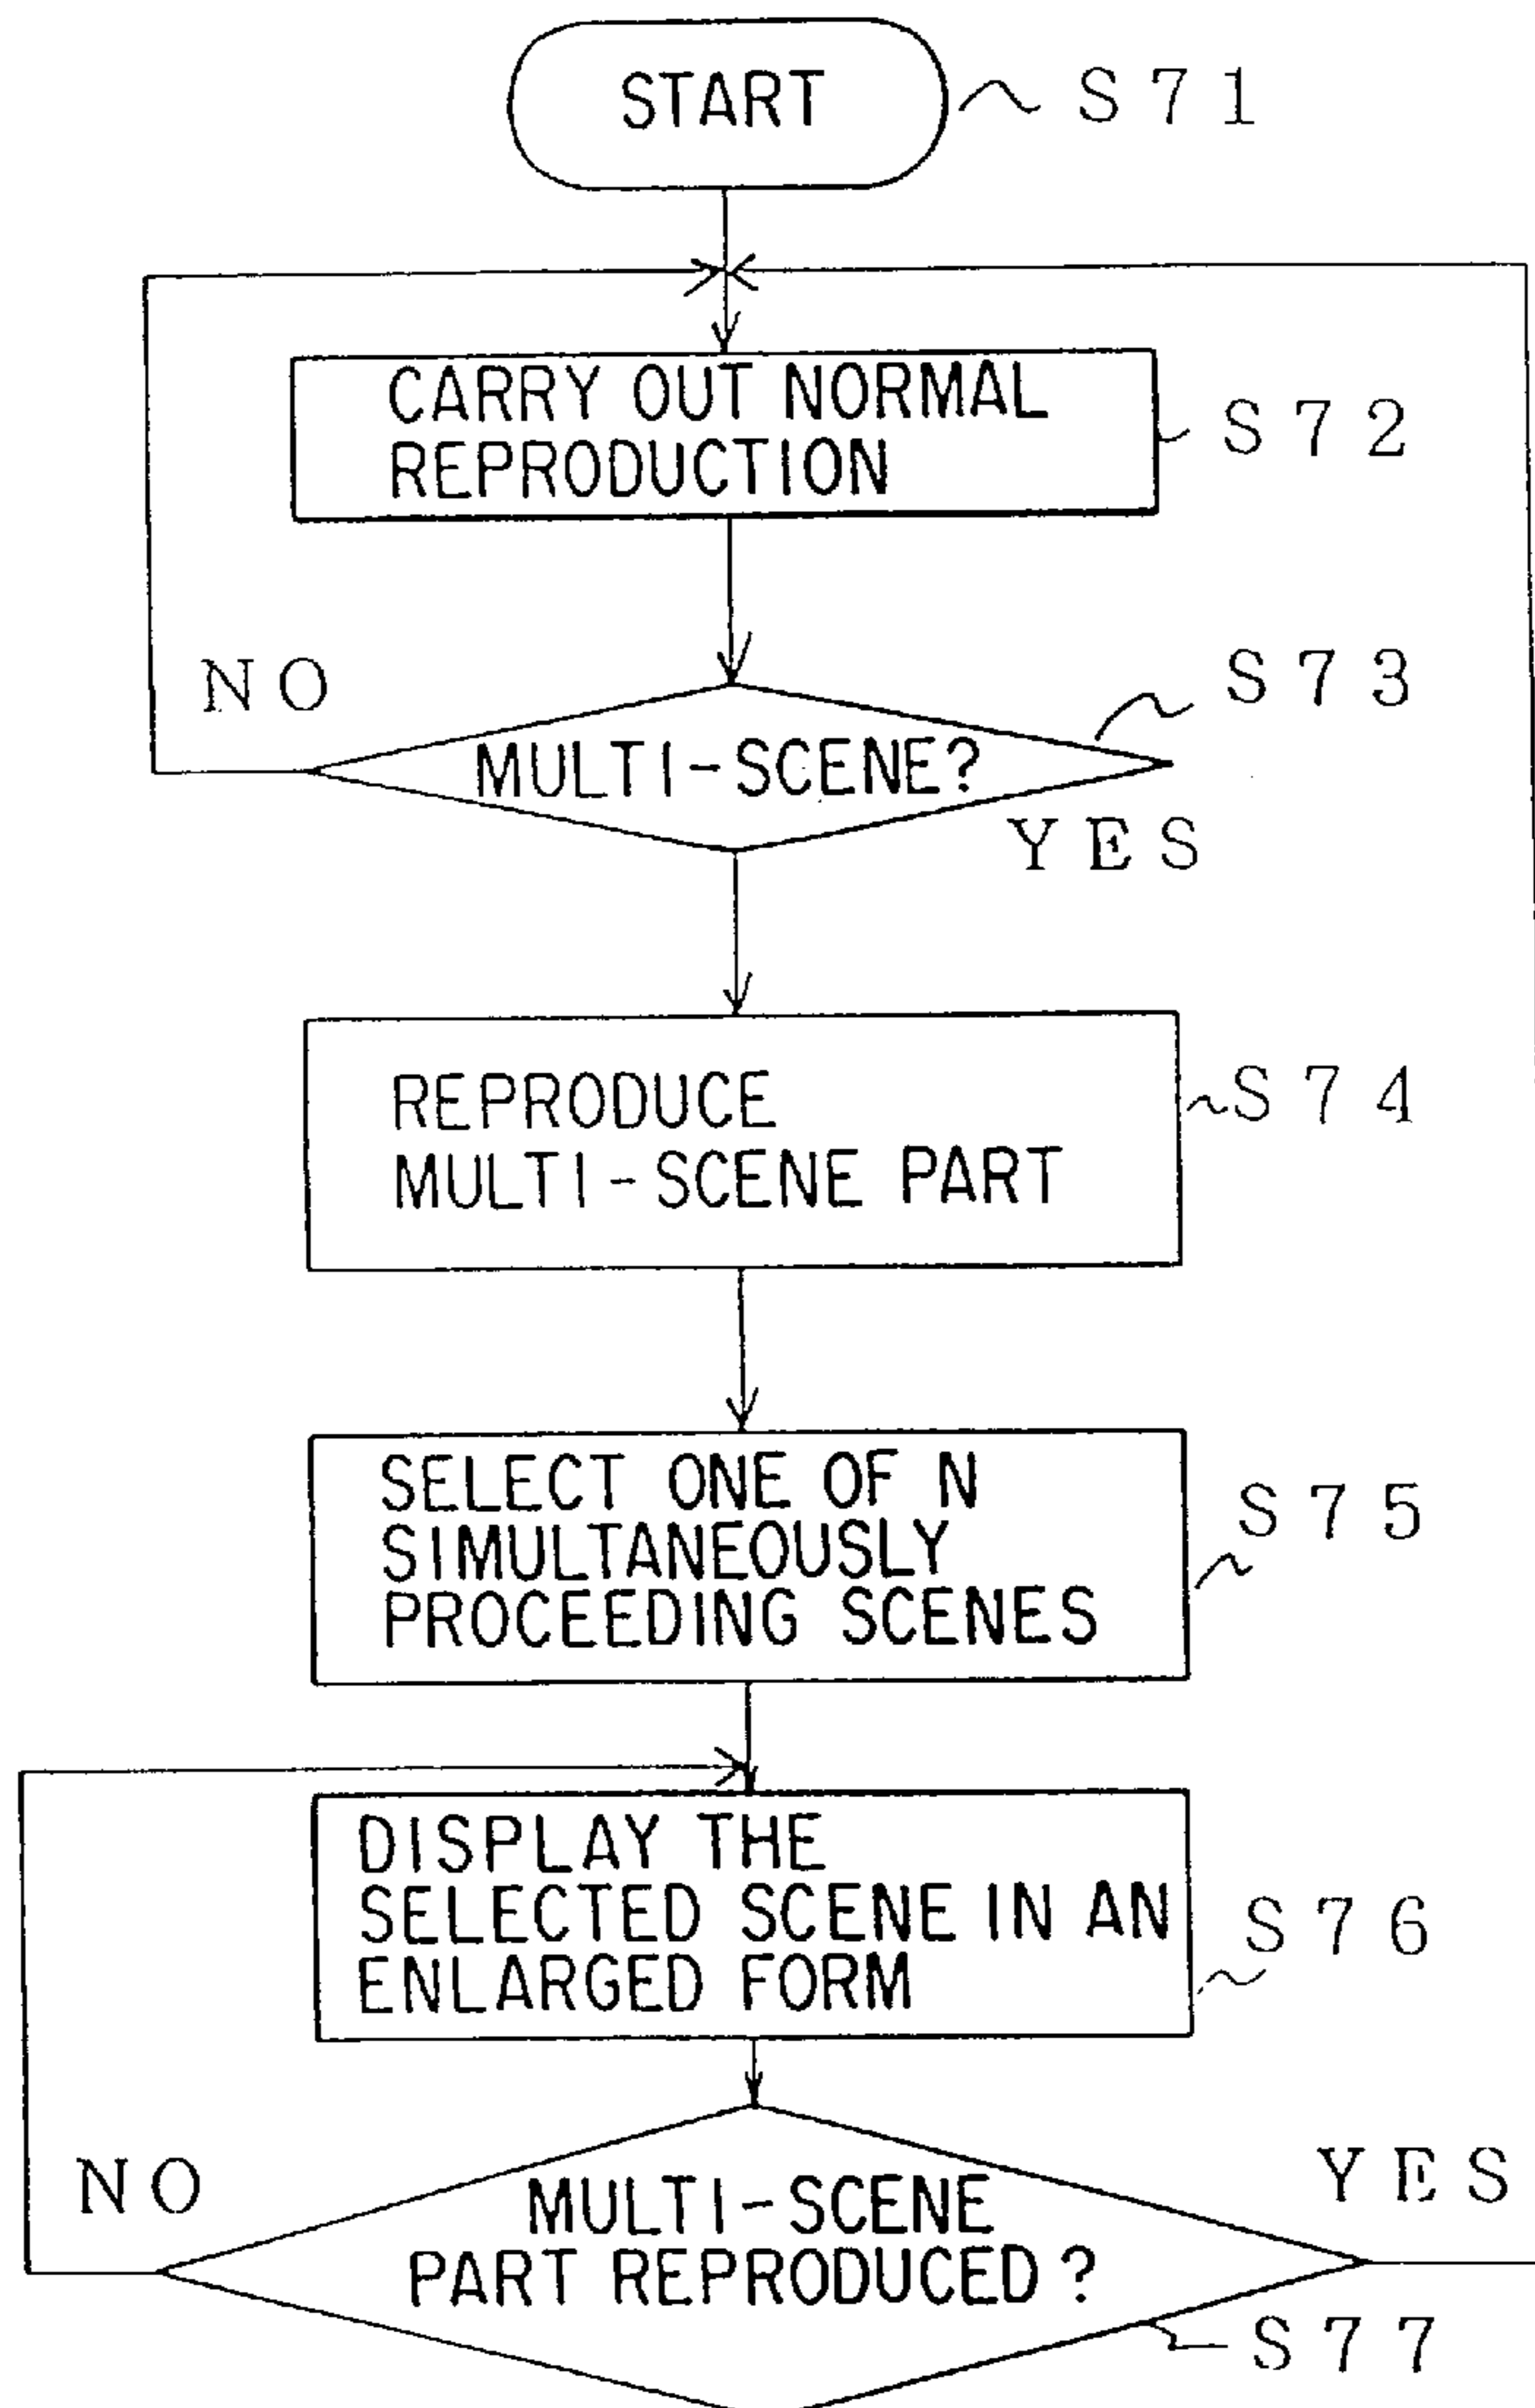 START
S71
CARRY OUT NORMAL
REPRODUCTION
S72
NO
S73
MULTI-SCENE?
YES
REPRODUCE
MULTI-SCENE PART
S74
SELECT ONE OF N
SIMULTANEOUSLY
PROCEEDING SCENES
S75
DISPLAY THE
SELECTED SCENE IN AN
ENLARGED FORM
S76
NO
YES
MULTI-SCENE
PART REPRODUCED?
S77